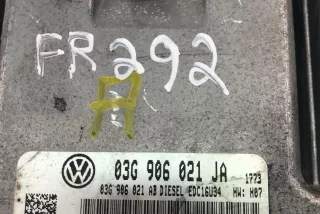 FR292
A
03G 906 021 JA 1773
03G 906 021 AB DIESEL EDC16U34 HW: H07